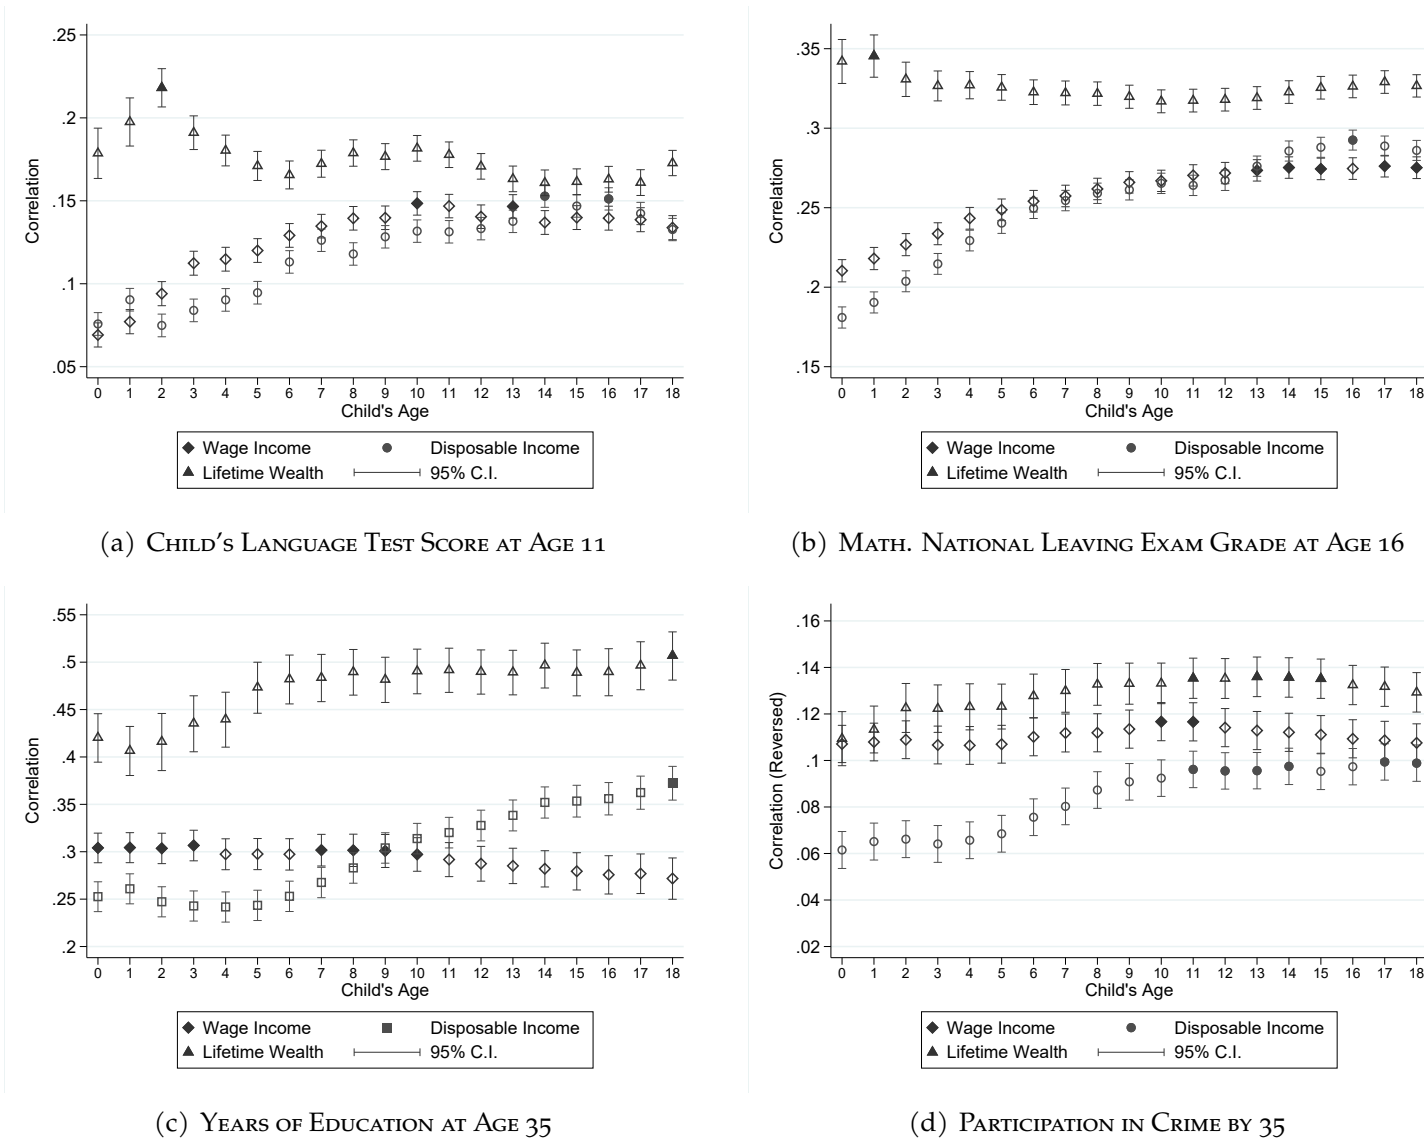 .25
.2
.15
.1
.05
Correlation
0 1 2 3 4 5 6 7 8 9 10 11 12 13 14 15 16 17 18
Child's Age
Wage Income Disposable Income
Lifetime Wealth 95% C.I.
(a) Child's Language Test Score at Age 11
.35
.3
.25
.2
.15
Correlation
0 1 2 3 4 5 6 7 8 9 10 11 12 13 14 15 16 17 18
Child's Age
Wage Income Disposable Income
Lifetime Wealth 95% C.I.
(b) Math. National Leaving Exam Grade at Age 16
.55
.5
.45
.4
.35
.3
.25
.2
Correlation
0 1 2 3 4 5 6 7 8 9 10 11 12 13 14 15 16 17 18
Child's Age
Wage Income Disposable Income
Lifetime Wealth 95% C.I.
(c) Years of Education at Age 35
.16
.14
.12
.1
.08
.06
.04
.02
Correlation (Reversed)
0 1 2 3 4 5 6 7 8 9 10 11 12 13 14 15 16 17 18
Child's Age
Wage Income Disposable Income
Lifetime Wealth 95% C.I.
(d) Participation in Crime by 35